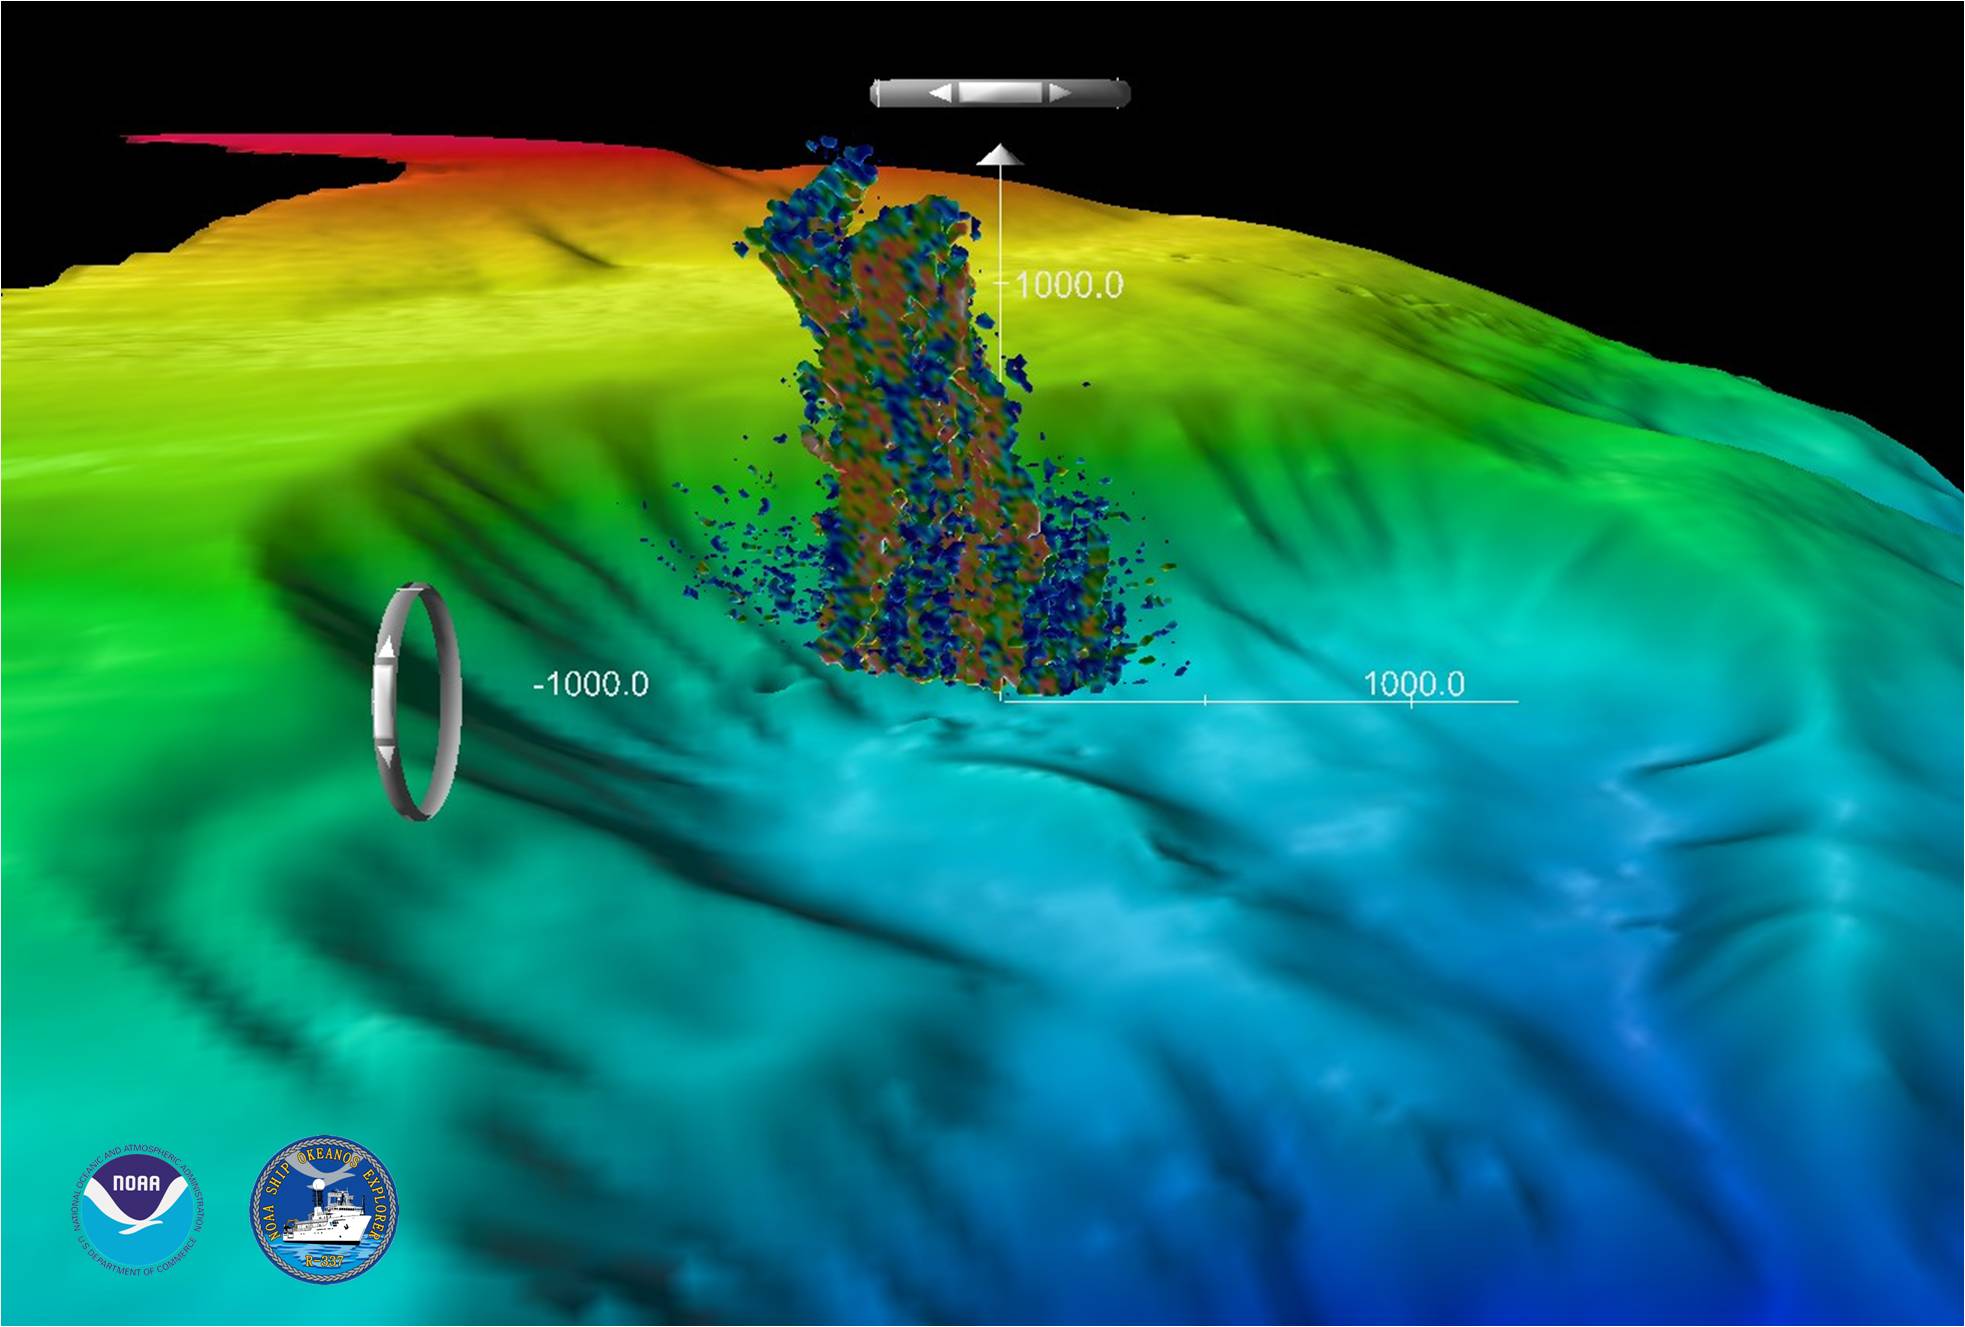 1000.0
-1000.0
1000.0
NATIONAL OCEANIC AND ATMOSPHERIC ADMINISTRATION
NOAA
U.S. DEPARTMENT OF COMMERCE
NOAA SHIP OKEANOS EXPLORER
R-337